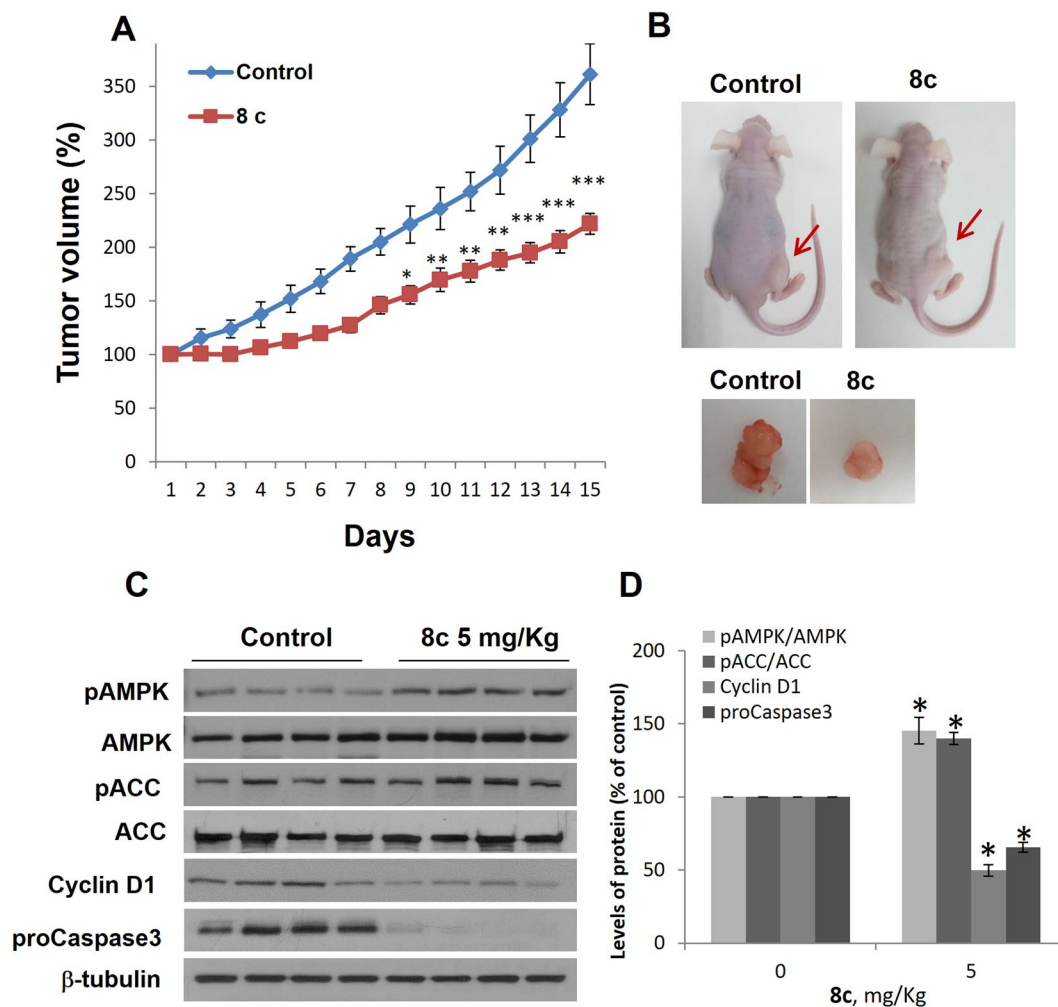 A
Tumor volume (%)
350
300
250
200
150
100
50
0
Control
8 c
*
**
**
**
***
***
***
1 2 3 4 5 6 7 8 9 10 11 12 13 14 15
Days
B
Control
8c
Control
8c
C
Control
8c 5 mg/Kg
pAMPK
AMPK
pACC
ACC
Cyclin D1
proCaspase3
β-tubulin
D
pAMPK/AMPK
pACC/ACC
Cyclin D1
proCaspase3
Levels of protein (% of control)
200
150
100
50
0
*
*
*
*
0 5
8c, mg/Kg